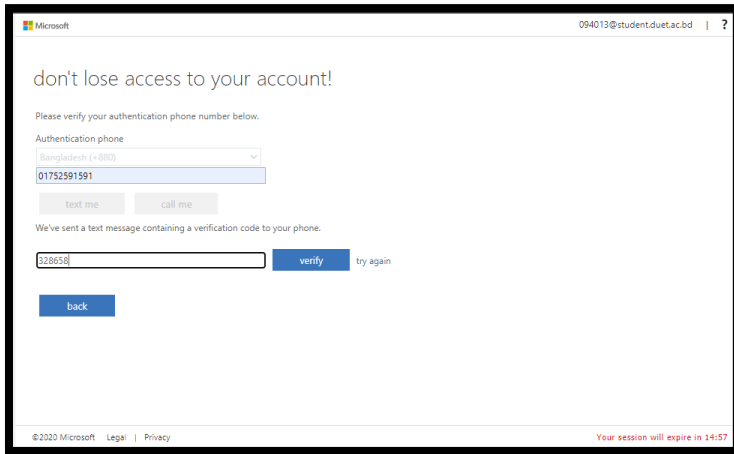 Microsoft 094013@student.duet.ac.bd | ?
don't lose access to your account!
Please verify your authentication phone number below.
Authentication phone
Bangladesh (+880)
01752591591
text me call me
We've sent a text message containing a verification code to your phone.
328658 verify try again
back
©2020 Microsoft Legal | Privacy Your session will expire in 14:57